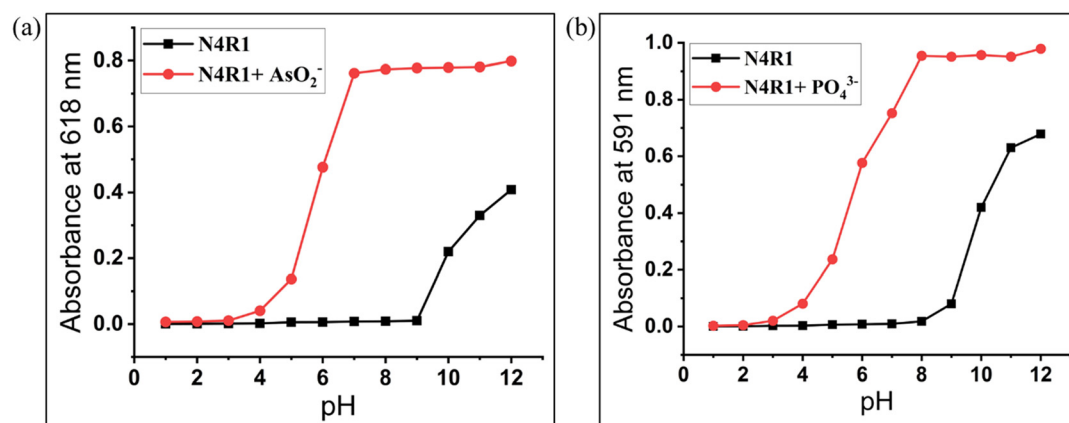 (a)
N4R1
N4R1+ AsO₂⁻
Absorbance at 618 nm
0.8
0.6
0.4
0.2
0.0
0 2 4 6 8 10 12
pH
(b)
N4R1
N4R1+ PO₄³⁻
Absorbance at 591 nm
1.0
0.8
0.6
0.4
0.2
0.0
0 2 4 6 8 10 12
pH